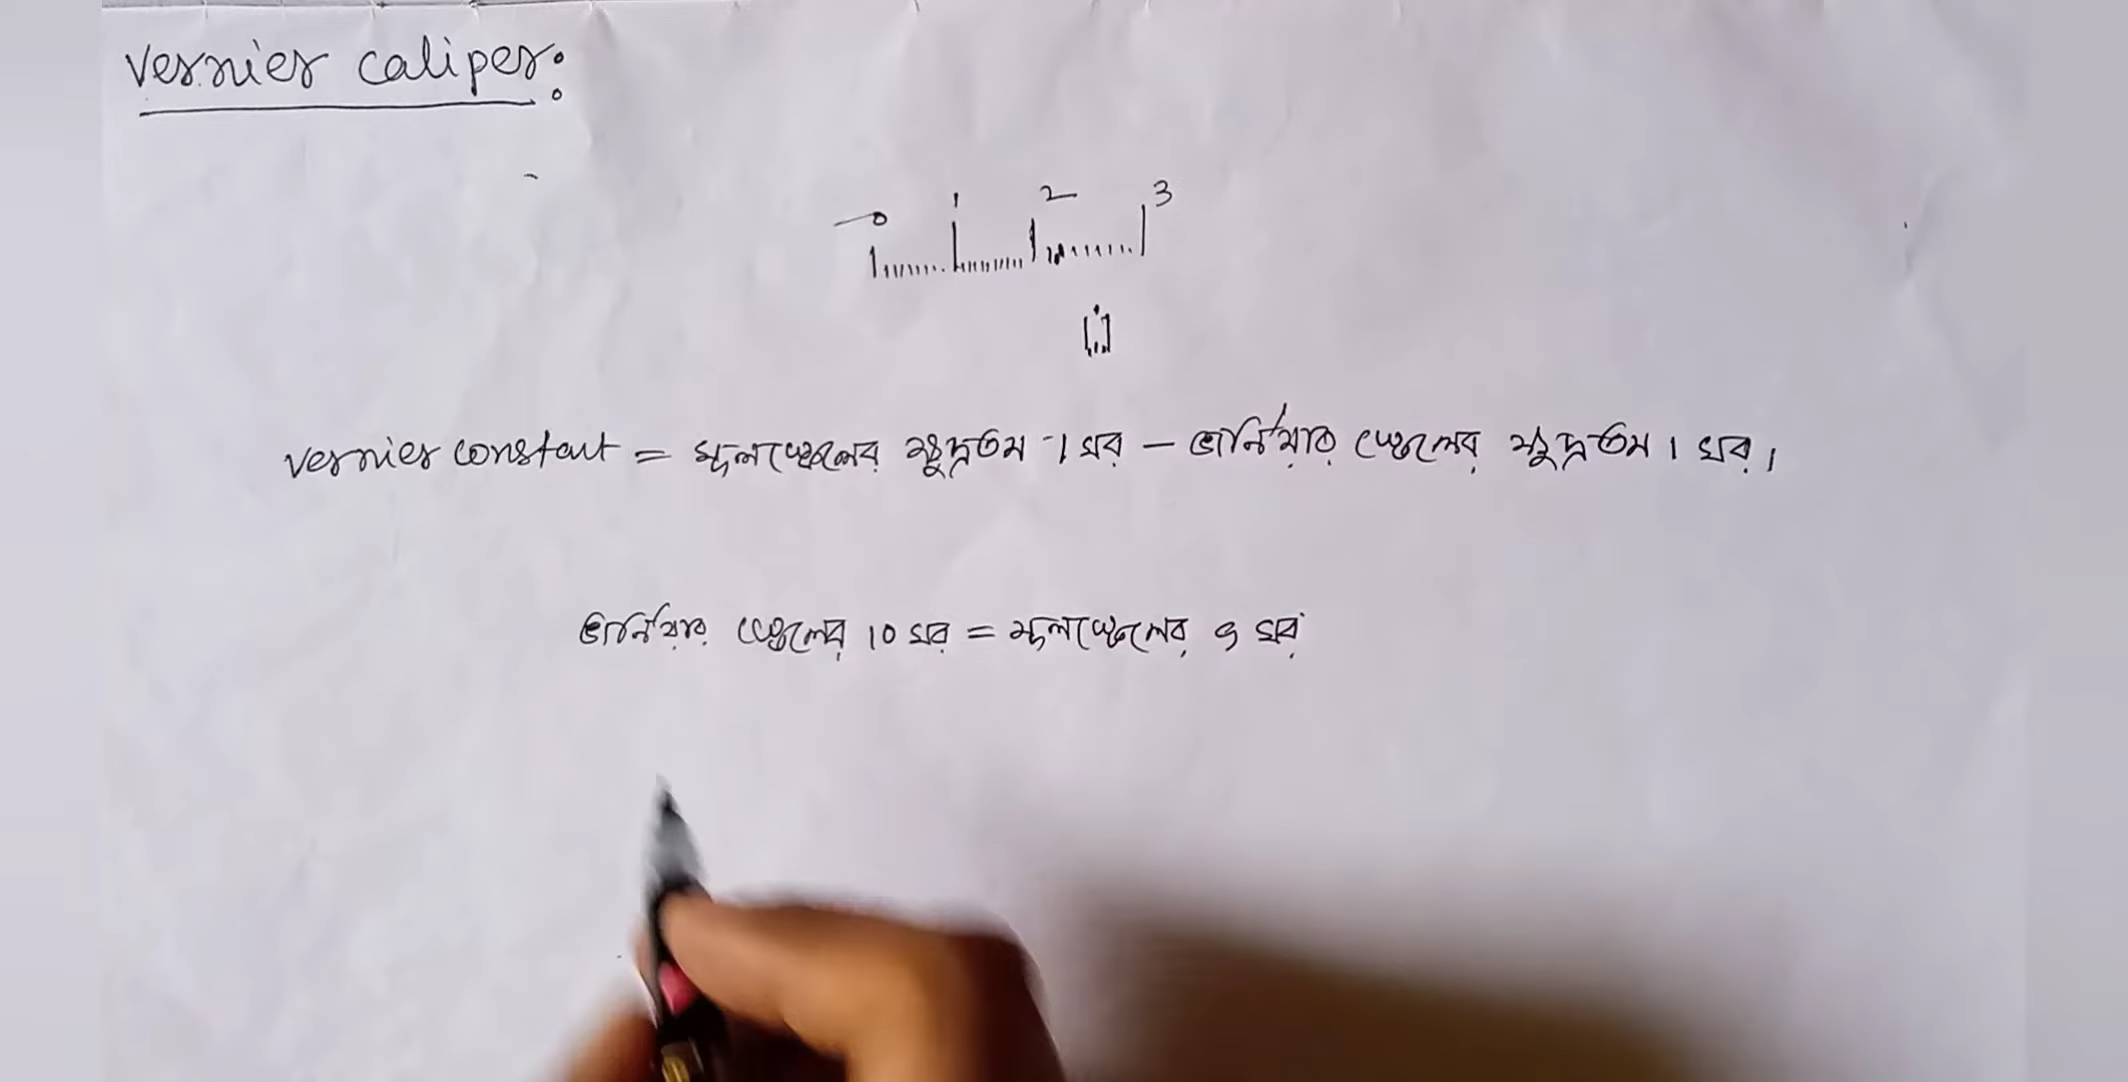 Vernier caliper:
0 1 2 3
vernier constant = মূলস্কেলের ক্ষুদ্রতম 1 ঘর – ভার্নিয়ার স্কেলের ক্ষুদ্রতম 1 ঘর।
ভার্নিয়ার স্কেলের 10 ঘর = মূলস্কেলের 9 ঘর